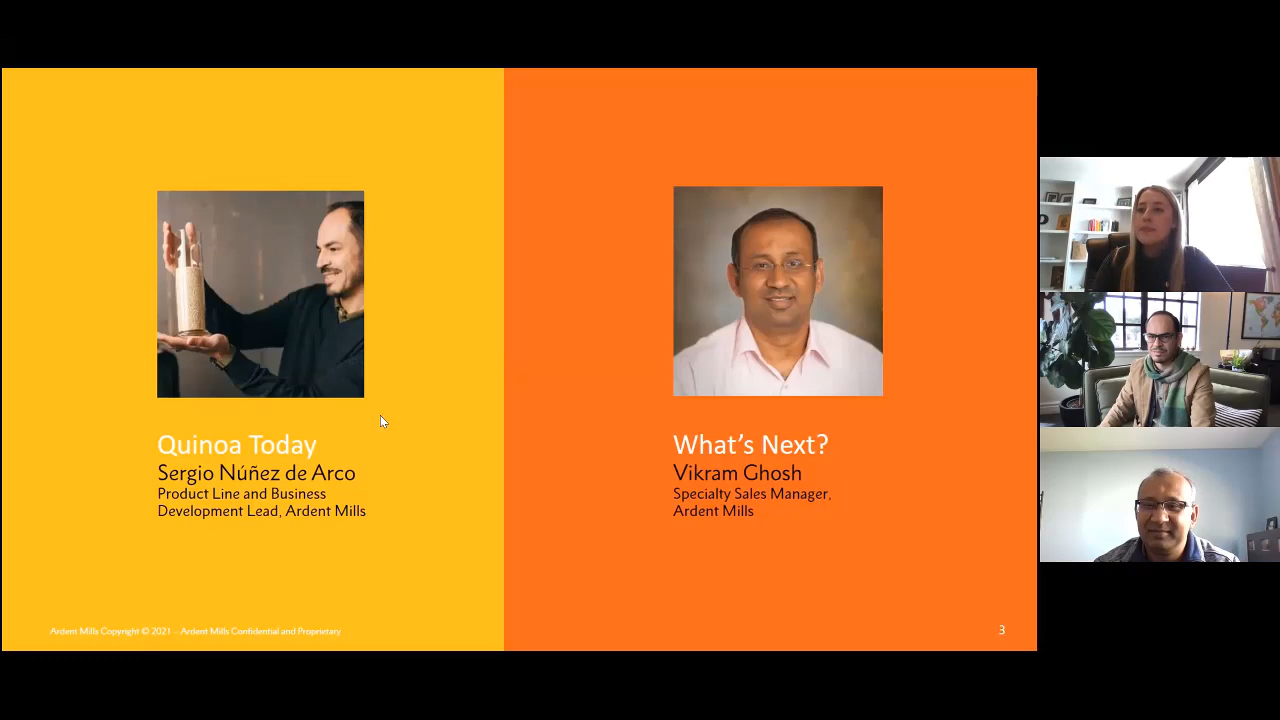 Quinoa Today
Sergio Núñez de Arco
Product Line and Business
Development Lead, Ardent Mills
What's Next?
Vikram Ghosh
Specialty Sales Manager,
Ardent Mills
Ardent Mills Copyright © 2021 – Ardent Mills Confidential and Proprietary
3